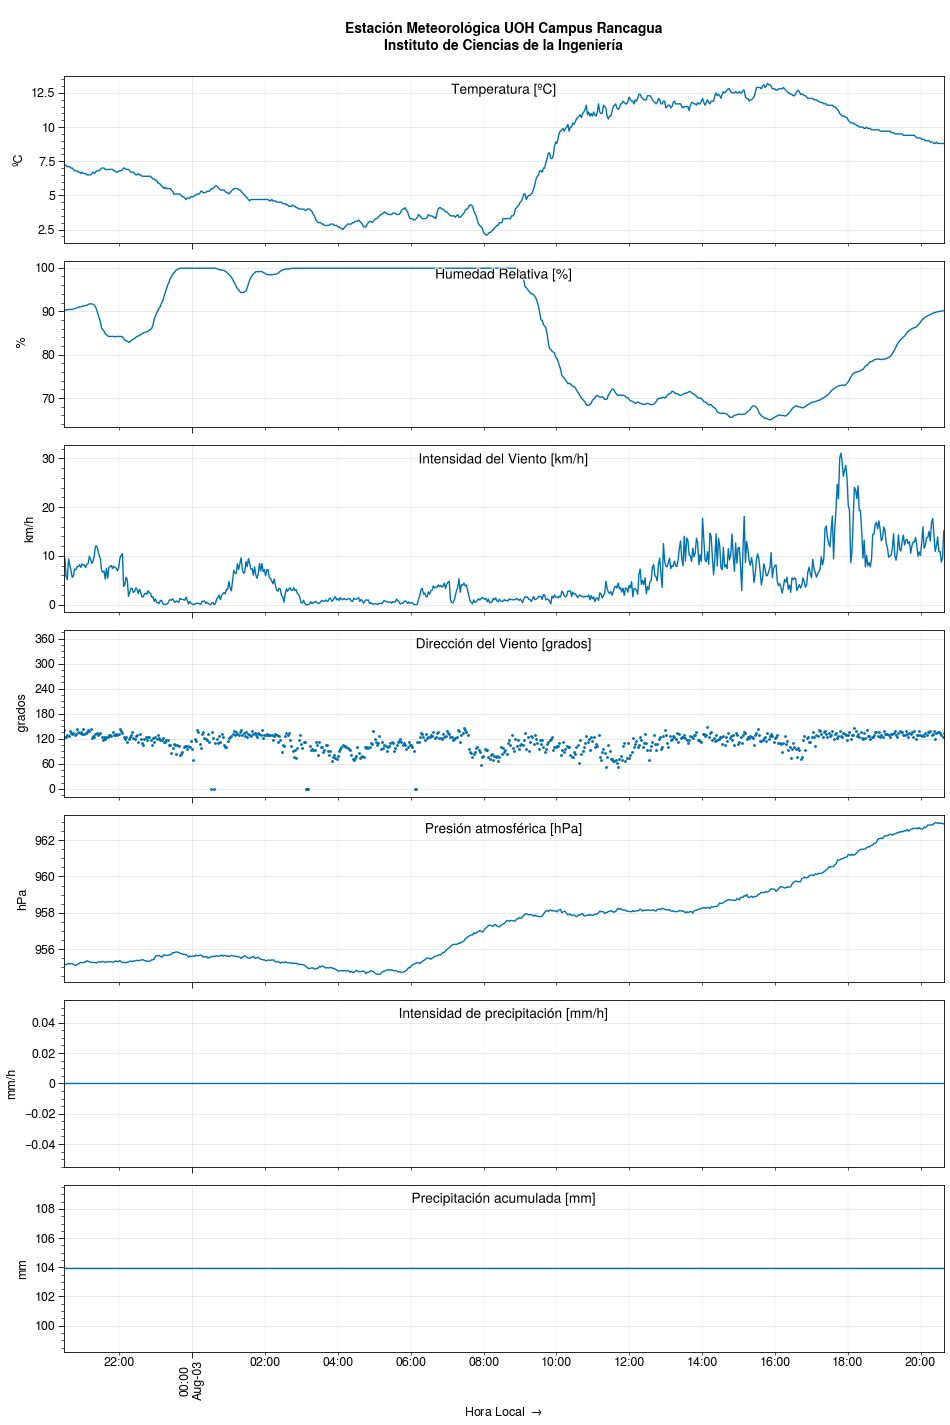 Estación Meteorológica UOH Campus Rancagua
Instituto de Ciencias de la Ingeniería
Temperatura [ºC]
12.5
10
7.5
5
2.5
ºC
Humedad Relativa [%]
100
90
80
70
%
Intensidad del Viento [km/h]
30
20
10
0
km/h
Dirección del Viento [grados]
360
300
240
180
120
60
0
grados
Presión atmosférica [hPa]
962
960
958
956
hPa
Intensidad de precipitación [mm/h]
0.04
0.02
0
−0.02
−0.04
mm/h
Precipitación acumulada [mm]
108
106
104
102
100
mm
22:00
00:00
Aug-03
02:00
04:00
06:00
08:00
10:00
12:00
14:00
16:00
18:00
20:00
Hora Local →